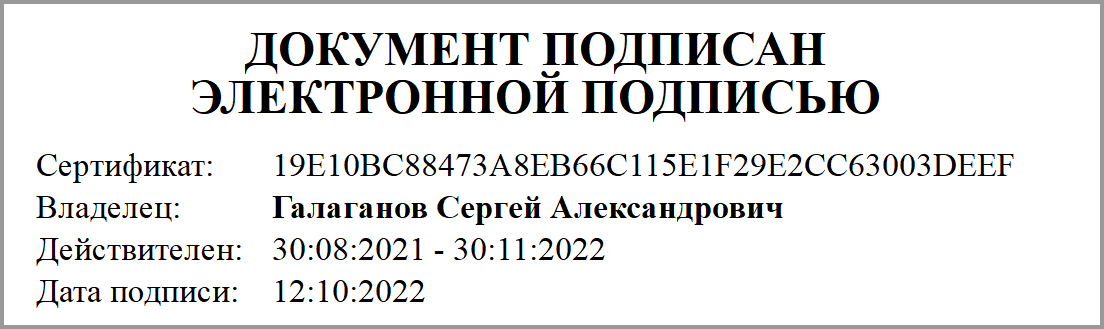 ДОКУМЕНТ ПОДПИСАН
ЭЛЕКТРОННОЙ ПОДПИСЬЮ
Сертификат: 19E10BC88473A8EB66C115E1F29E2CC63003DEEF
Владелец: Галаганов Сергей Александрович
Действителен: 30:08:2021 - 30:11:2022
Дата подписи: 12:10:2022